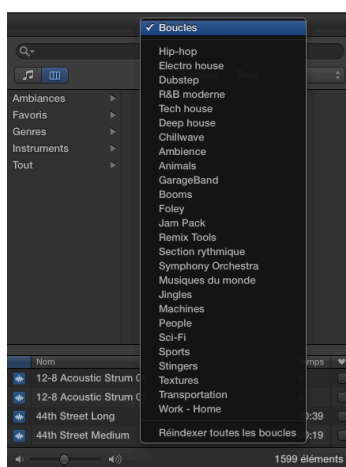 ✓ Boucles
Hip-hop
Electro house
Dubstep
R&B moderne
Tech house
Deep house
Chillwave
Ambience
Animals
GarageBand
Booms
Foley
Jam Pack
Remix Tools
Section rythmique
Symphony Orchestra
Musiques du monde
Jingles
Machines
People
Sci-Fi
Sports
Stingers
Textures
Transportation
Work - Home
Réindexer toutes les boucles
Ambiances
Favoris
Genres
Instruments
Tout
Nom
12-8 Acoustic Strum
12-8 Acoustic Strum
44th Street Long :39
44th Street Medium :19
1599 éléments